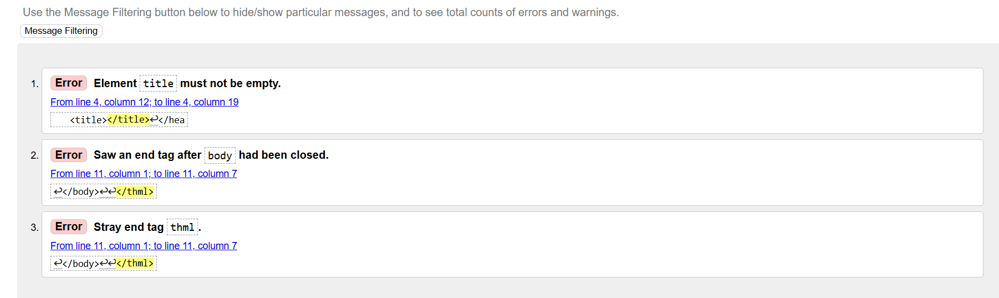 Use the Message Filtering button below to hide/show particular messages, and to see total counts of errors and warnings.
Message Filtering
1. Error Element title must not be empty.
From line 4, column 12; to line 4, column 19
<title></title>↩</hea
2. Error Saw an end tag after body had been closed.
From line 11, column 1; to line 11, column 7
↩</body>↩↩</thml>
3. Error Stray end tag thml.
From line 11, column 1; to line 11, column 7
↩</body>↩↩</thml>